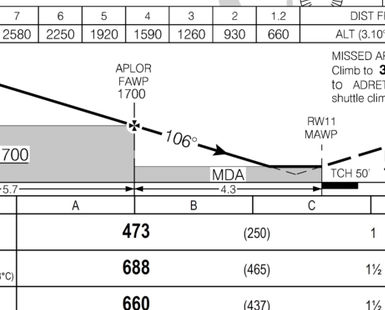 7 6 5 4 3 2 1.2 DIST F
2580 2250 1920 1590 1260 930 660 ALT (3.10°
MISSED AP
Climb to 3
to ADRET
shuttle clim
APLOR
FAWP
1700
RW11
MAWP
106°
700
MDA
TCH 50'
5.7 4.3
A B C
473 (250) 1
688 (465) 1½
°C)
660 (437) 1½